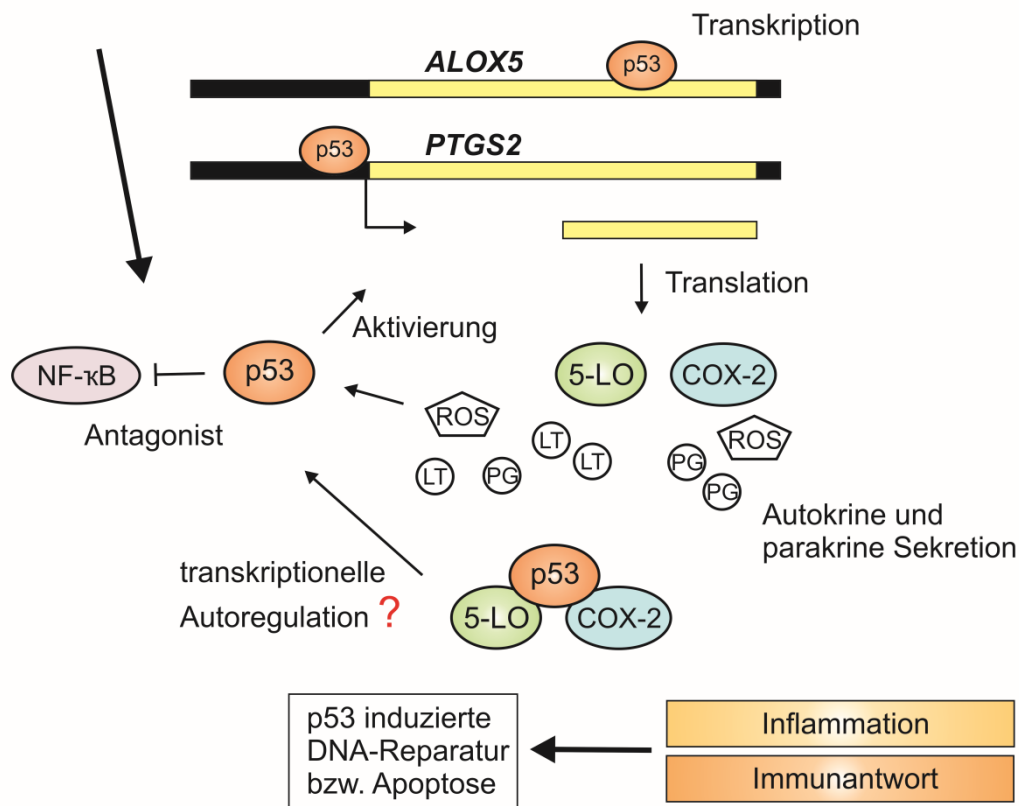 Transkription
ALOX5
p53
PTGS2
p53
Translation
Aktivierung
NF-κB
p53
5-LO
COX-2
Antagonist
ROS
ROS
LT
LT
LT
PG
PG
PG
Autokrine und
parakrine Sekretion
transkriptionelle
Autoregulation ?
p53
5-LO
COX-2
p53 induzierte
DNA-Reparatur
bzw. Apoptose
Inflammation
Immunantwort